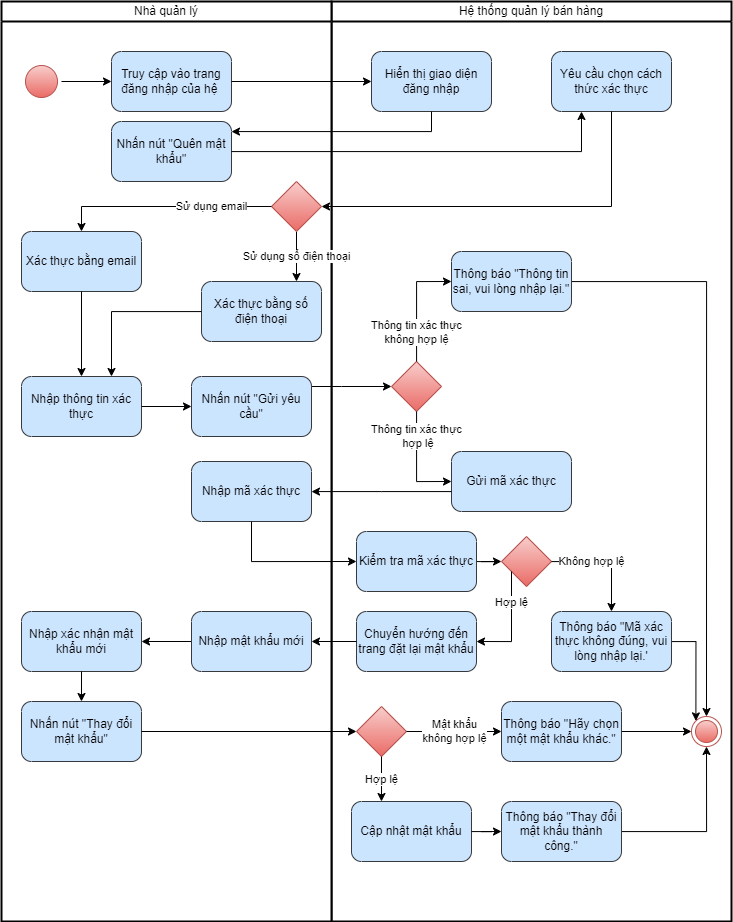 Nhà quản lý
Hệ thống quản lý bán hàng
Truy cập vào trang
đăng nhập của hệ
Hiển thị giao diện
đăng nhập
Yêu cầu chọn cách
thức xác thực
Nhấn nút "Quên mật
khẩu"
Sử dụng email
Sử dụng số điện thoại
Xác thực bằng email
Thông báo "Thông tin
sai, vui lòng nhập lại."
Xác thực bằng số
điện thoại
Thông tin xác thực
không hợp lệ
Nhập thông tin xác
thực
Nhấn nút "Gửi yêu
cầu"
Thông tin xác thực
hợp lệ
Nhập mã xác thực
Gửi mã xác thực
Kiểm tra mã xác thực
Không hợp lệ
Hợp lệ
Nhập xác nhận mật
khẩu mới
Nhập mật khẩu mới
Chuyển hướng đến
trang đặt lại mật khẩu
Thông báo "Mã xác
thực không đúng, vui
lòng nhập lại.'
Nhấn nút "Thay đổi
mật khẩu"
Mật khẩu
không hợp lệ
Thông báo "Hãy chọn
một mật khẩu khác."
Hợp lệ
Cập nhật mật khẩu
Thông báo "Thay đổi
mật khẩu thành
công."